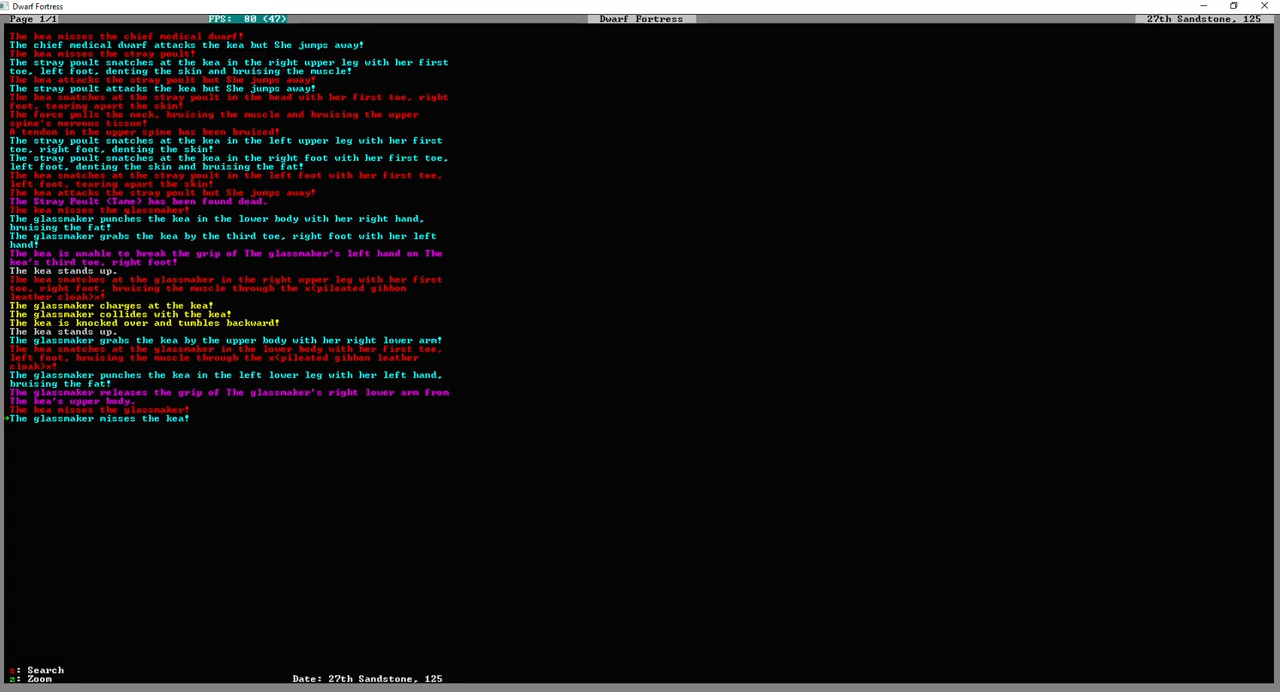 Dwarf Fortress
Page 1/1
FPS: 80 (47)
Dwarf Fortress
27th Sandstone, 125
The kea misses the chief medical dwarf!
The chief medical dwarf attacks the kea but She jumps away!
The kea misses the stray poult!
The stray poult snatches at the kea in the right upper leg with her first
toe, left foot, denting the skin and bruising the muscle!
The kea attacks the stray poult but She jumps away!
The stray poult attacks the kea but She jumps away!
The kea snatches at the stray poult in the head with her first toe, right
foot, tearing apart the skin!
The force pulls the neck, bruising the muscle and bruising the upper
spine's nervous tissue!
A tendon in the upper spine has been bruised!
The stray poult snatches at the kea in the left upper leg with her first
toe, right foot, denting the skin!
The stray poult snatches at the kea in the right foot with her first toe,
left foot, denting the skin and bruising the fat!
The kea snatches at the stray poult in the left foot with her first toe,
left foot, tearing apart the skin!
The kea attacks the stray poult but She jumps away!
The Stray Poult (Tame) has been found dead.
The kea misses the glassmaker!
The glassmaker punches the kea in the lower body with her right hand,
bruising the fat!
The glassmaker grabs the kea by the third toe, right foot with her left
hand!
The kea is unable to break the grip of The glassmaker's left hand on The
kea's third toe, right foot!
The kea stands up.
The kea snatches at the glassmaker in the right upper leg with her first
toe, right foot, bruising the muscle through the x(pileated gibbon
leather cloak)x!
The glassmaker charges at the kea!
The glassmaker collides with the kea!
The kea is knocked over and tumbles backward!
The kea stands up.
The glassmaker grabs the kea by the upper body with her right lower arm!
The kea snatches at the glassmaker in the lower body with her first toe,
left foot, bruising the muscle through the x(pileated gibbon leather
cloak)x!
The glassmaker punches the kea in the left lower leg with her left hand,
bruising the fat!
The glassmaker releases the grip of The glassmaker's right lower arm from
The kea's upper body.
The kea misses the glassmaker!
The glassmaker misses the kea!
s: Search
z: Zoom
Date: 27th Sandstone, 125